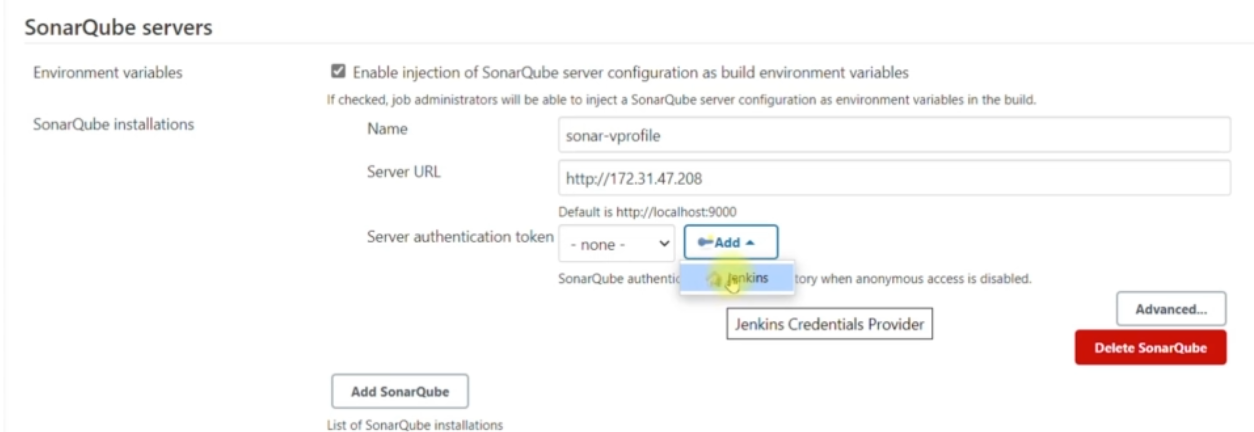 SonarQube servers
Environment variables
Enable injection of SonarQube server configuration as build environment variables
If checked, job administrators will be able to inject a SonarQube server configuration as environment variables in the build.
SonarQube installations
Name
sonar-vprofile
Server URL
http://172.31.47.208
Default is http://localhost:9000
Server authentication token
- none -
Add
Jenkins
SonarQube tory when anonymous access is disabled.
Jenkins Credentials Provider
Advanced...
Delete SonarQube
Add SonarQube
List of SonarQube installations